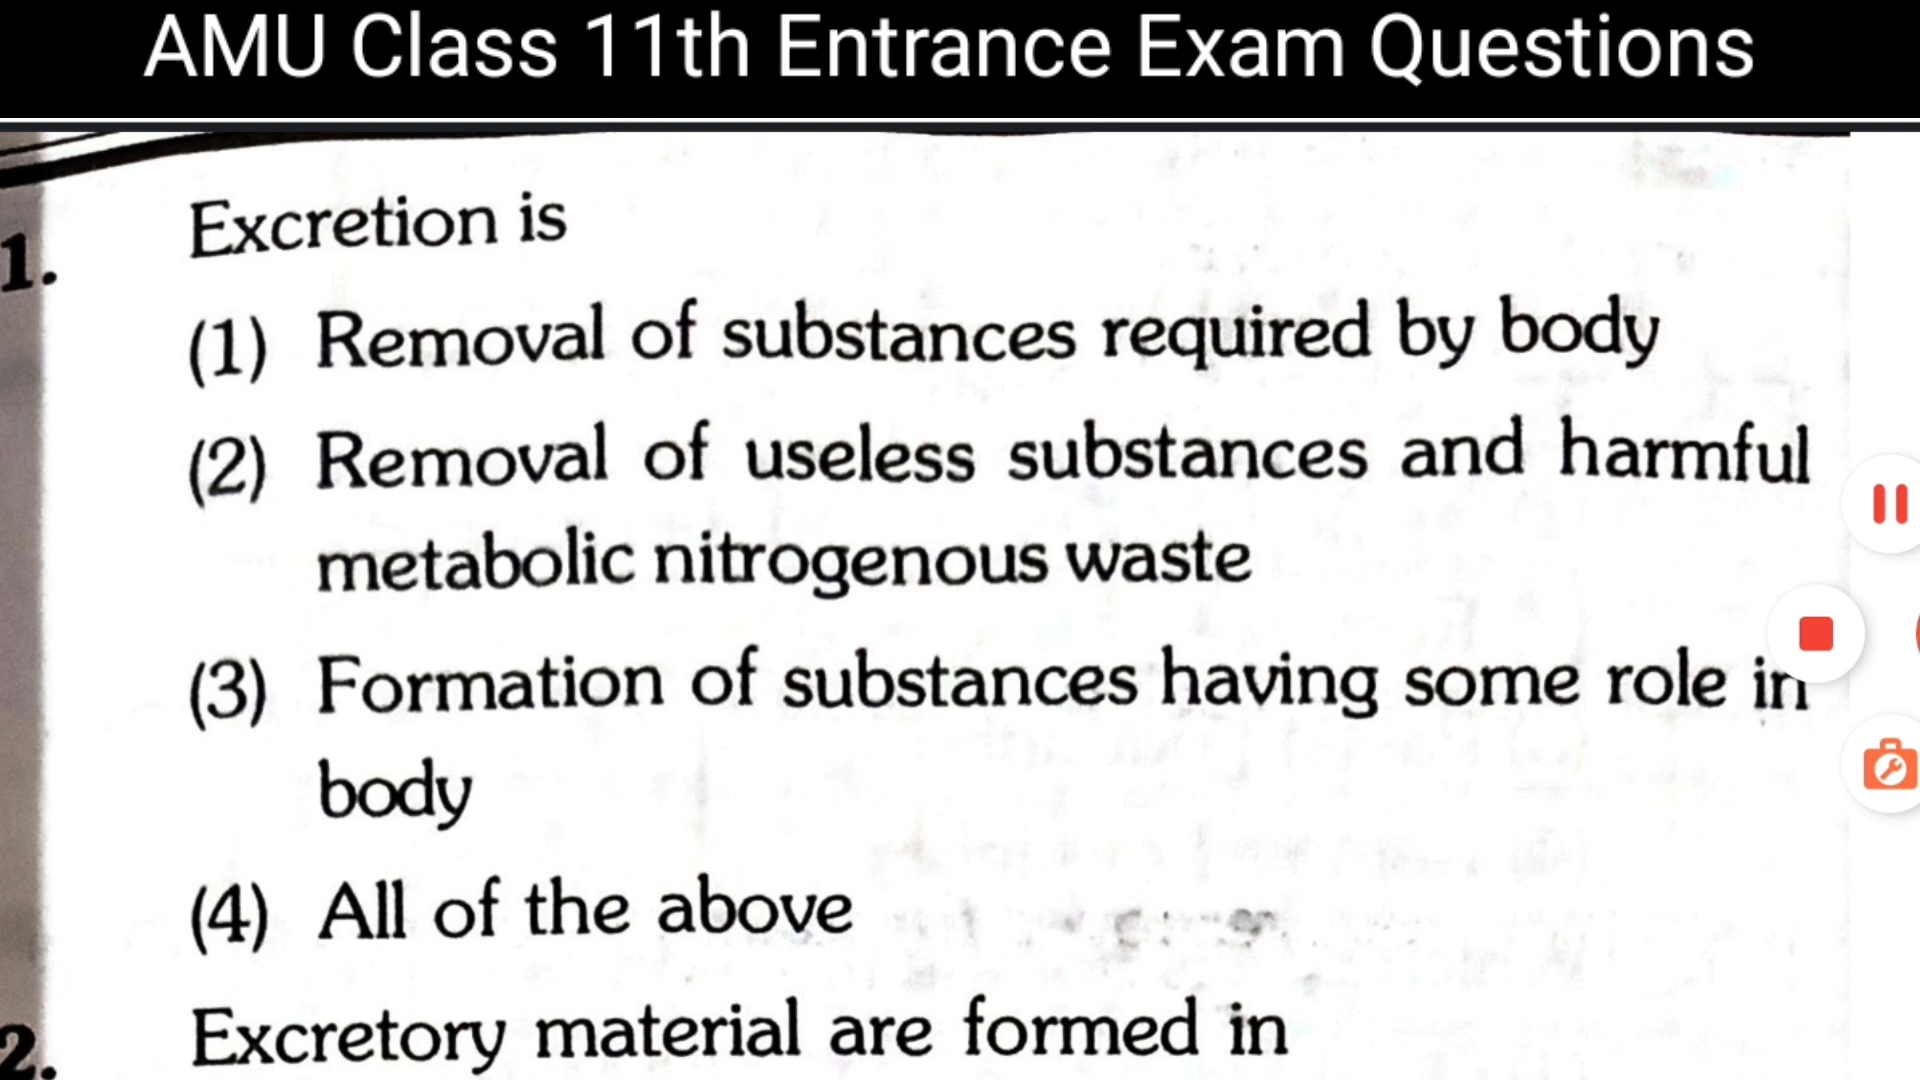 AMU Class 11th Entrance Exam Questions
1. Excretion is
(1) Removal of substances required by body
(2) Removal of useless substances and harmful
metabolic nitrogenous waste
(3) Formation of substances having some role in
body
(4) All of the above
2. Excretory material are formed in